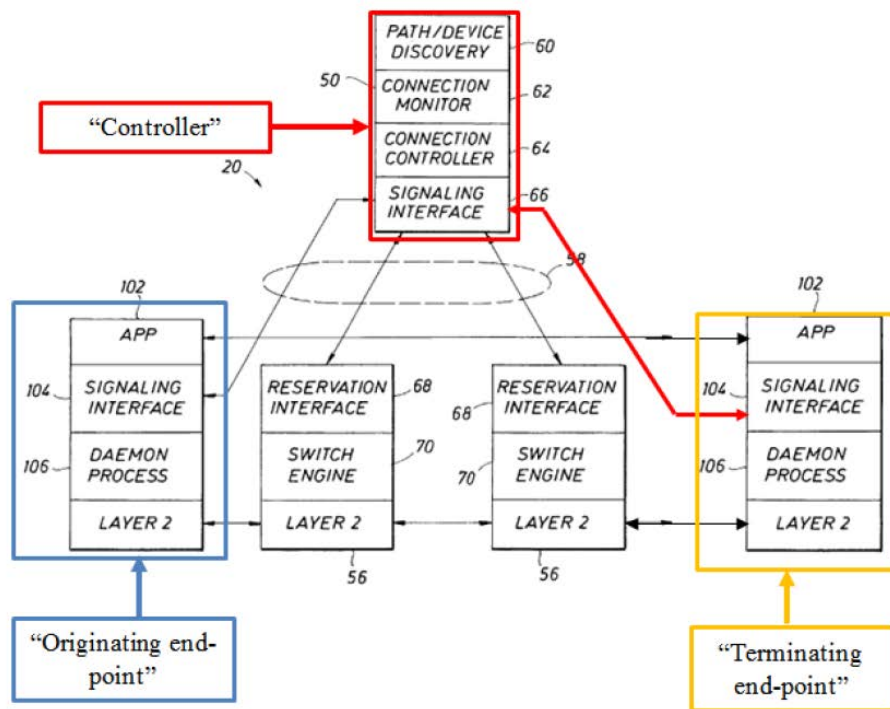 PATH/DEVICE
DISCOVERY
60
50
CONNECTION
MONITOR
62
“Controller”
CONNECTION
CONTROLLER
64
20
SIGNALING
INTERFACE
66
58
102
102
APP
APP
104
SIGNALING
INTERFACE
RESERVATION
INTERFACE
68
RESERVATION
INTERFACE
68
104
SIGNALING
INTERFACE
106
DAEMON
PROCESS
SWITCH
ENGINE
70
70
SWITCH
ENGINE
106
DAEMON
PROCESS
LAYER 2
LAYER 2
LAYER 2
LAYER 2
56
56
“Originating end-
point”
“Terminating
end-point”